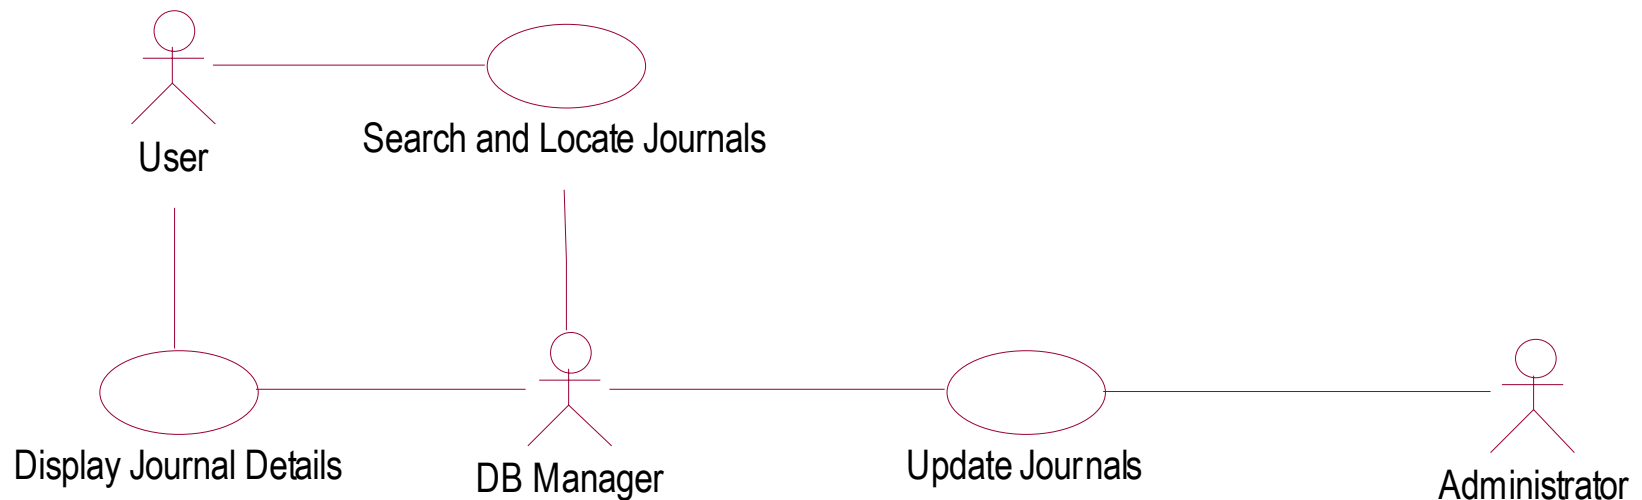 User
Search and Locate Journals
Display Journal Details
DB Manager
Update Journals
Administrator